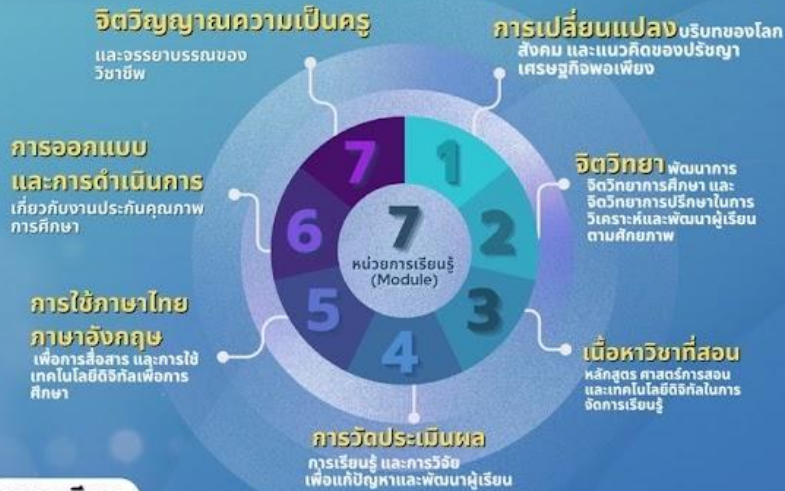 จิตวิญญาณความเป็นครู
และจรรยาบรรณของ
วิชาชีพ
การเปลี่ยนแปลงบริบทของโลก
สังคม และแนวคิดของปรัชญา
เศรษฐกิจพอเพียง
การออกแบบ
และการดำเนินการ
เกี่ยวกับงานประกันคุณภาพ
การศึกษา
จิตวิทยา พัฒนาการ
จิตวิทยาการศึกษา และ
จิตวิทยาการปรึกษาในการ
วิเคราะห์และพัฒนาผู้เรียน
ตามศักยภาพ
7
1
6
2
5
3
4
7
หน่วยการเรียนรู้
(Module)
การใช้ภาษาไทย
ภาษาอังกฤษ
เพื่อการสื่อสาร และการใช้
เทคโนโลยีดิจิทัลเพื่อการ
ศึกษา
เนื้อหาวิชาที่สอน
หลักสูตร ศาสตร์การสอน
และเทคโนโลยีดิจิทัลในการ
จัดการเรียนรู้
การวัดประเมินผล
การเรียนรู้ และการวิจัย
เพื่อแก้ปัญหาและพัฒนาผู้เรียน